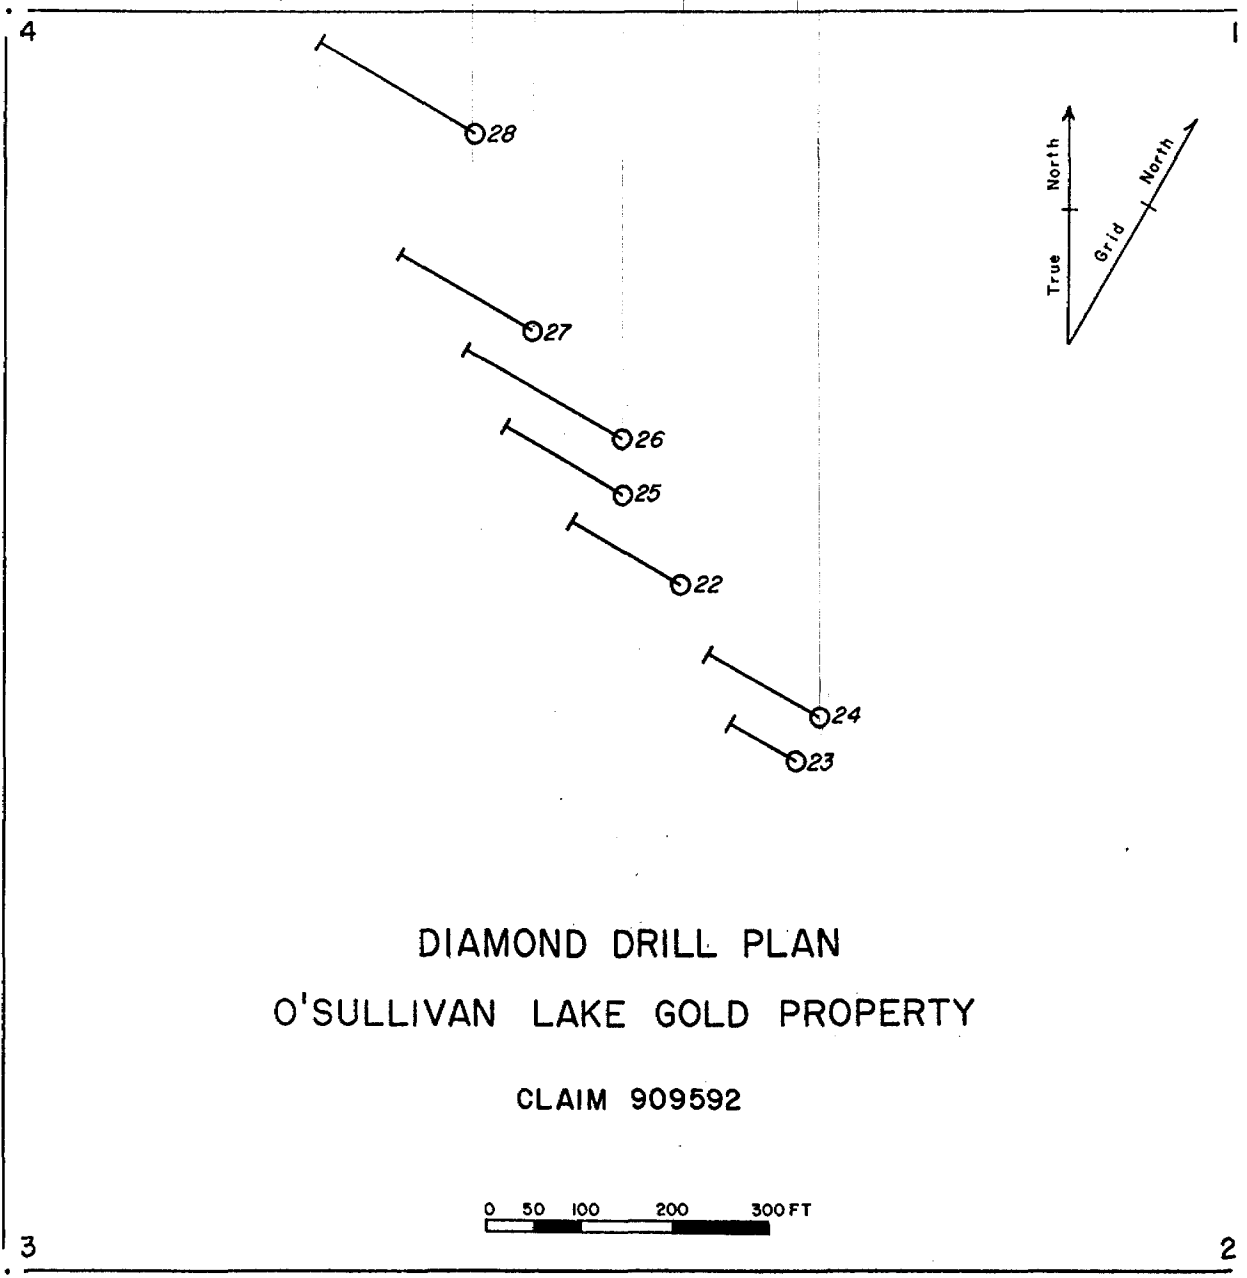 4
1
28
True North
Grid North
27
26
25
22
24
23
DIAMOND DRILL PLAN
O'SULLIVAN LAKE GOLD PROPERTY
CLAIM 909592
0 50 100 200 300 FT
3
2